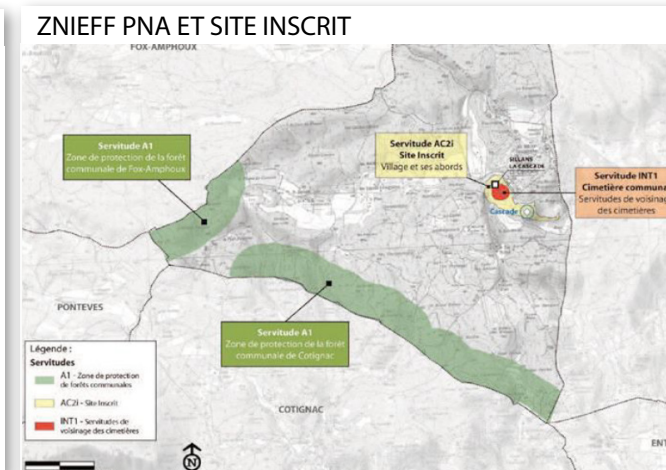 ZNIEFF PNA ET SITE INSCRIT
FOX-AMPHOUX
Servitude A1
Zone de protection de la forêt
communale de Fox-Amphoux
Servitude AC2i
Site Inscrit
Village et ses abords
SILLANS
LA CASCADE
Servitude INT1
Cimetière communa
Servitudes de voisinag
des cimetières
Cascade
PONTEVES
Servitude A1
Zone de protection de la forêt
communale de Cotignac
Légende :
Servitudes
A1 - Zone de protection
de forêts communales
AC2i - Site Inscrit
INT1 - Servitudes de
voisinage des cimetières
COTIGNAC
ENT
N